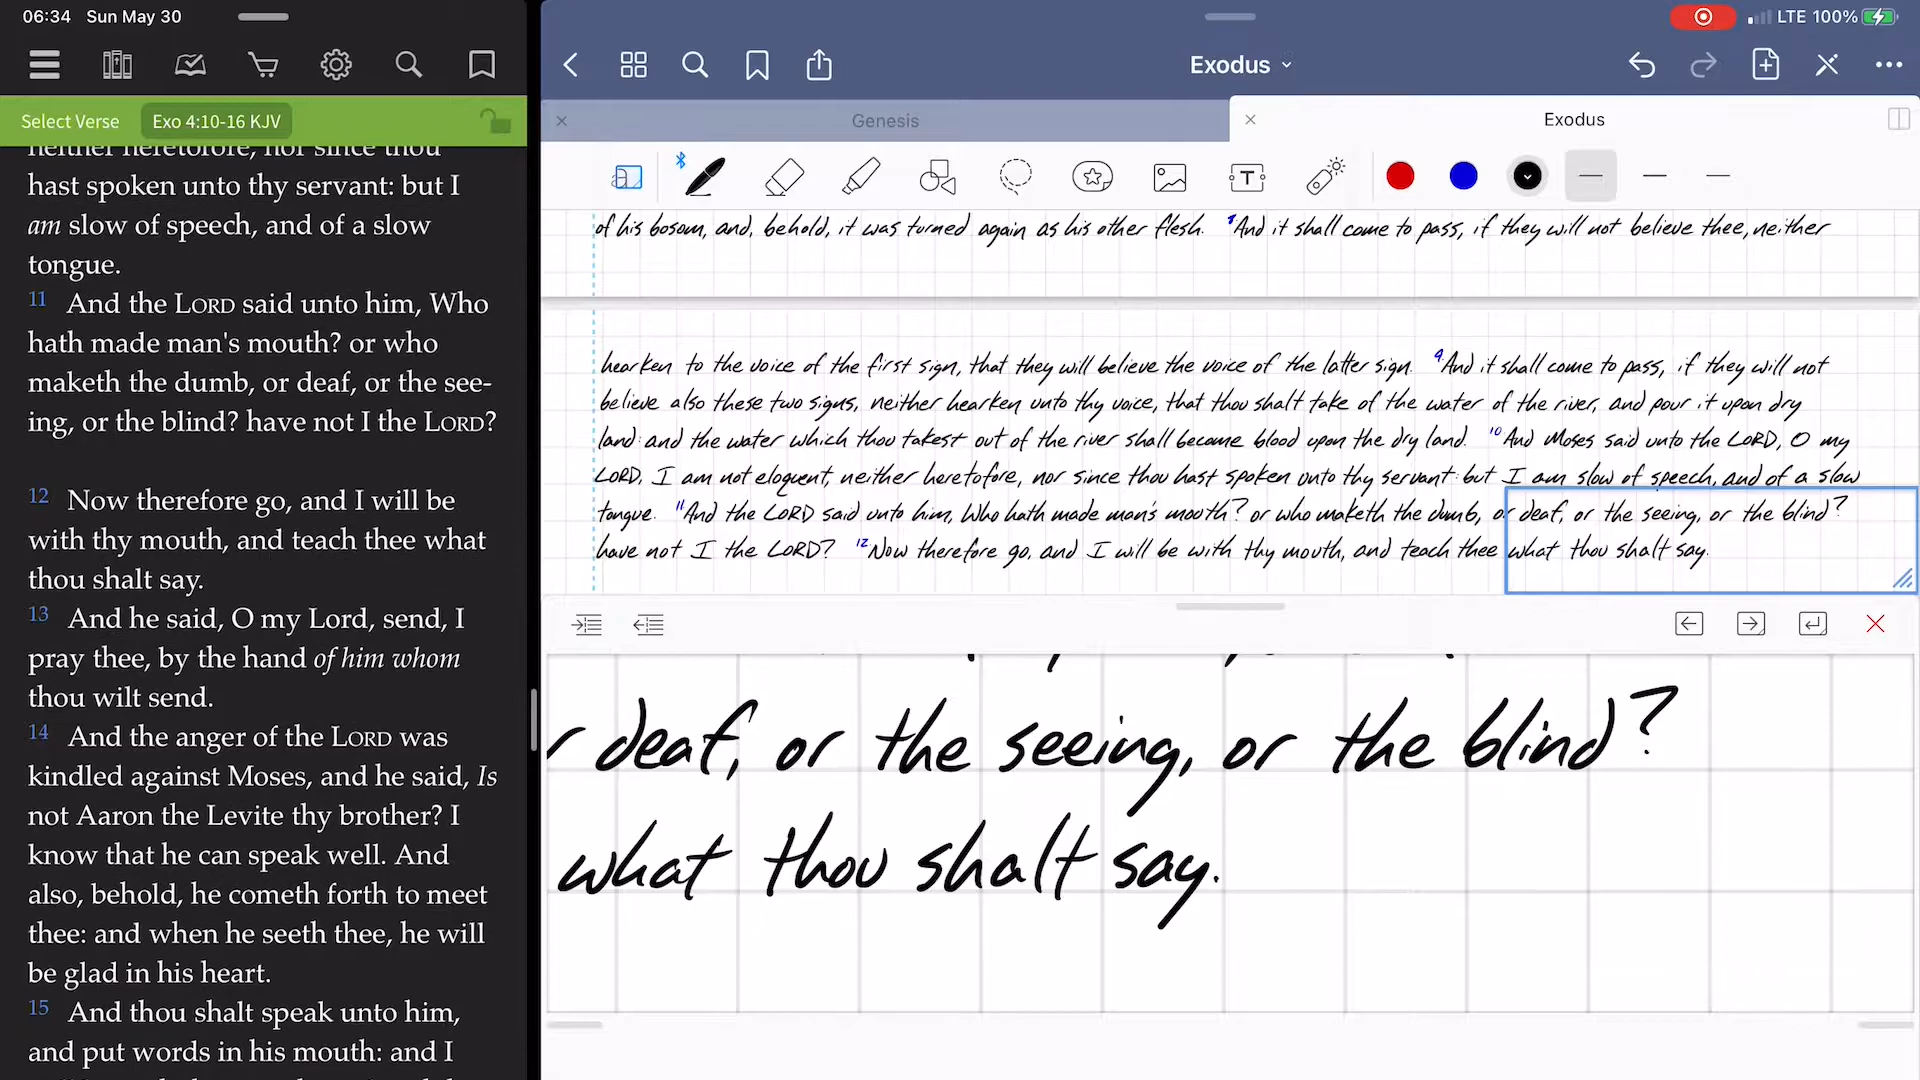 06:34 Sun May 30
LTE 100%
Select Verse Exo 4:10-16 KJV
neither heretofore, nor since thou
hast spoken unto thy servant: but I
am slow of speech, and of a slow
tongue.
11 And the LORD said unto him, Who
hath made man's mouth? or who
maketh the dumb, or deaf, or the see-
ing, or the blind? have not I the LORD?
12 Now therefore go, and I will be
with thy mouth, and teach thee what
thou shalt say.
13 And he said, O my Lord, send, I
pray thee, by the hand of him whom
thou wilt send.
14 And the anger of the LORD was
kindled against Moses, and he said, Is
not Aaron the Levite thy brother? I
know that he can speak well. And
also, behold, he cometh forth to meet
thee: and when he seeth thee, he will
be glad in his heart.
15 And thou shalt speak unto him,
and put words in his mouth: and I
Exodus
Genesis
Exodus
of his bosom, and, behold, it was turned again as his other flesh. 8 And it shall come to pass, if they will not believe thee, neither
hearken to the voice of the first sign, that they will believe the voice of the latter sign. 9 And it shall come to pass, if they will not
believe also these two signs, neither hearken unto thy voice, that thou shalt take of the water of the river, and pour it upon dry
land: and the water which thou takest out of the river shall become blood upon the dry land. 10 And Moses said unto the LORD, O my
LORD, I am not eloquent, neither heretofore, nor since thou hast spoken unto thy servant: but I am slow of speech, and of a slow
tongue. 11 And the LORD said unto him, Who hath made man's mouth? or who maketh the dumb, or deaf, or the seeing, or the blind?
have not I the LORD? 12 Now therefore go, and I will be with thy mouth, and teach thee what thou shalt say.
r deaf, or the seeing, or the blind?
what thou shalt say.